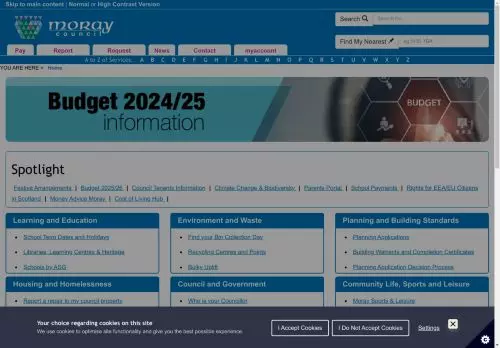 Skip to main content | Normal or High Contrast Version
moray
council
Search
Search for
Find My Nearest
Pay Report Request News Contact myaccount
A to Z of Services. A B C D E F G H I J K L M N O P Q R S T U V W X Y Z
YOU ARE HERE » Home
Budget 2024/25
information
BUDGET
Spotlight
Festive Arrangements | Budget 2025/26 | Council Tenants Information | Climate Change & Biodiversity | Parents Portal | School Payments | Rights for EEA/EU Citizens
in Scotland | Money Advice Moray | Cost of Living Hub |
Learning and Education
School Term Dates and Holidays
Libraries, Learning Centres & Heritage
Schools by ASG
Environment and Waste
Find your Bin Collection Day
Recycling Centres and Points
Bulky Uplift
Planning and Building Standards
Planning Applications
Building Warrants and Completion Certificates
Planning Application Decision Process
Housing and Homelessness
Report a repair to my council property
Council and Government
Who is your Councillor
Community Life, Sports and Leisure
Moray Sports & Leisure
Your choice regarding cookies on this site
We use cookies to optimise site functionality and give you the best possible experience.
I Accept Cookies
I Do Not Accept Cookies
Settings